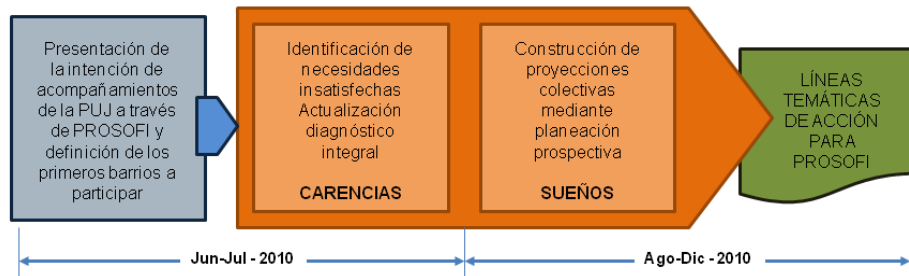 Presentación de
la intención de
acompañamientos
de la PUJ a través
de PROSOFI y
definición de los
primeros barrios a
participar
Identificación de
necesidades
insatisfechas
Actualización
diagnóstico
integral
CARENCIAS
Construcción de
proyecciones
colectivas
mediante
planeación
prospectiva
SUEÑOS
LÍNEAS
TEMÁTICAS
DE ACCIÓN
PARA
PROSOFI
Jun-Jul - 2010
Ago-Dic - 2010